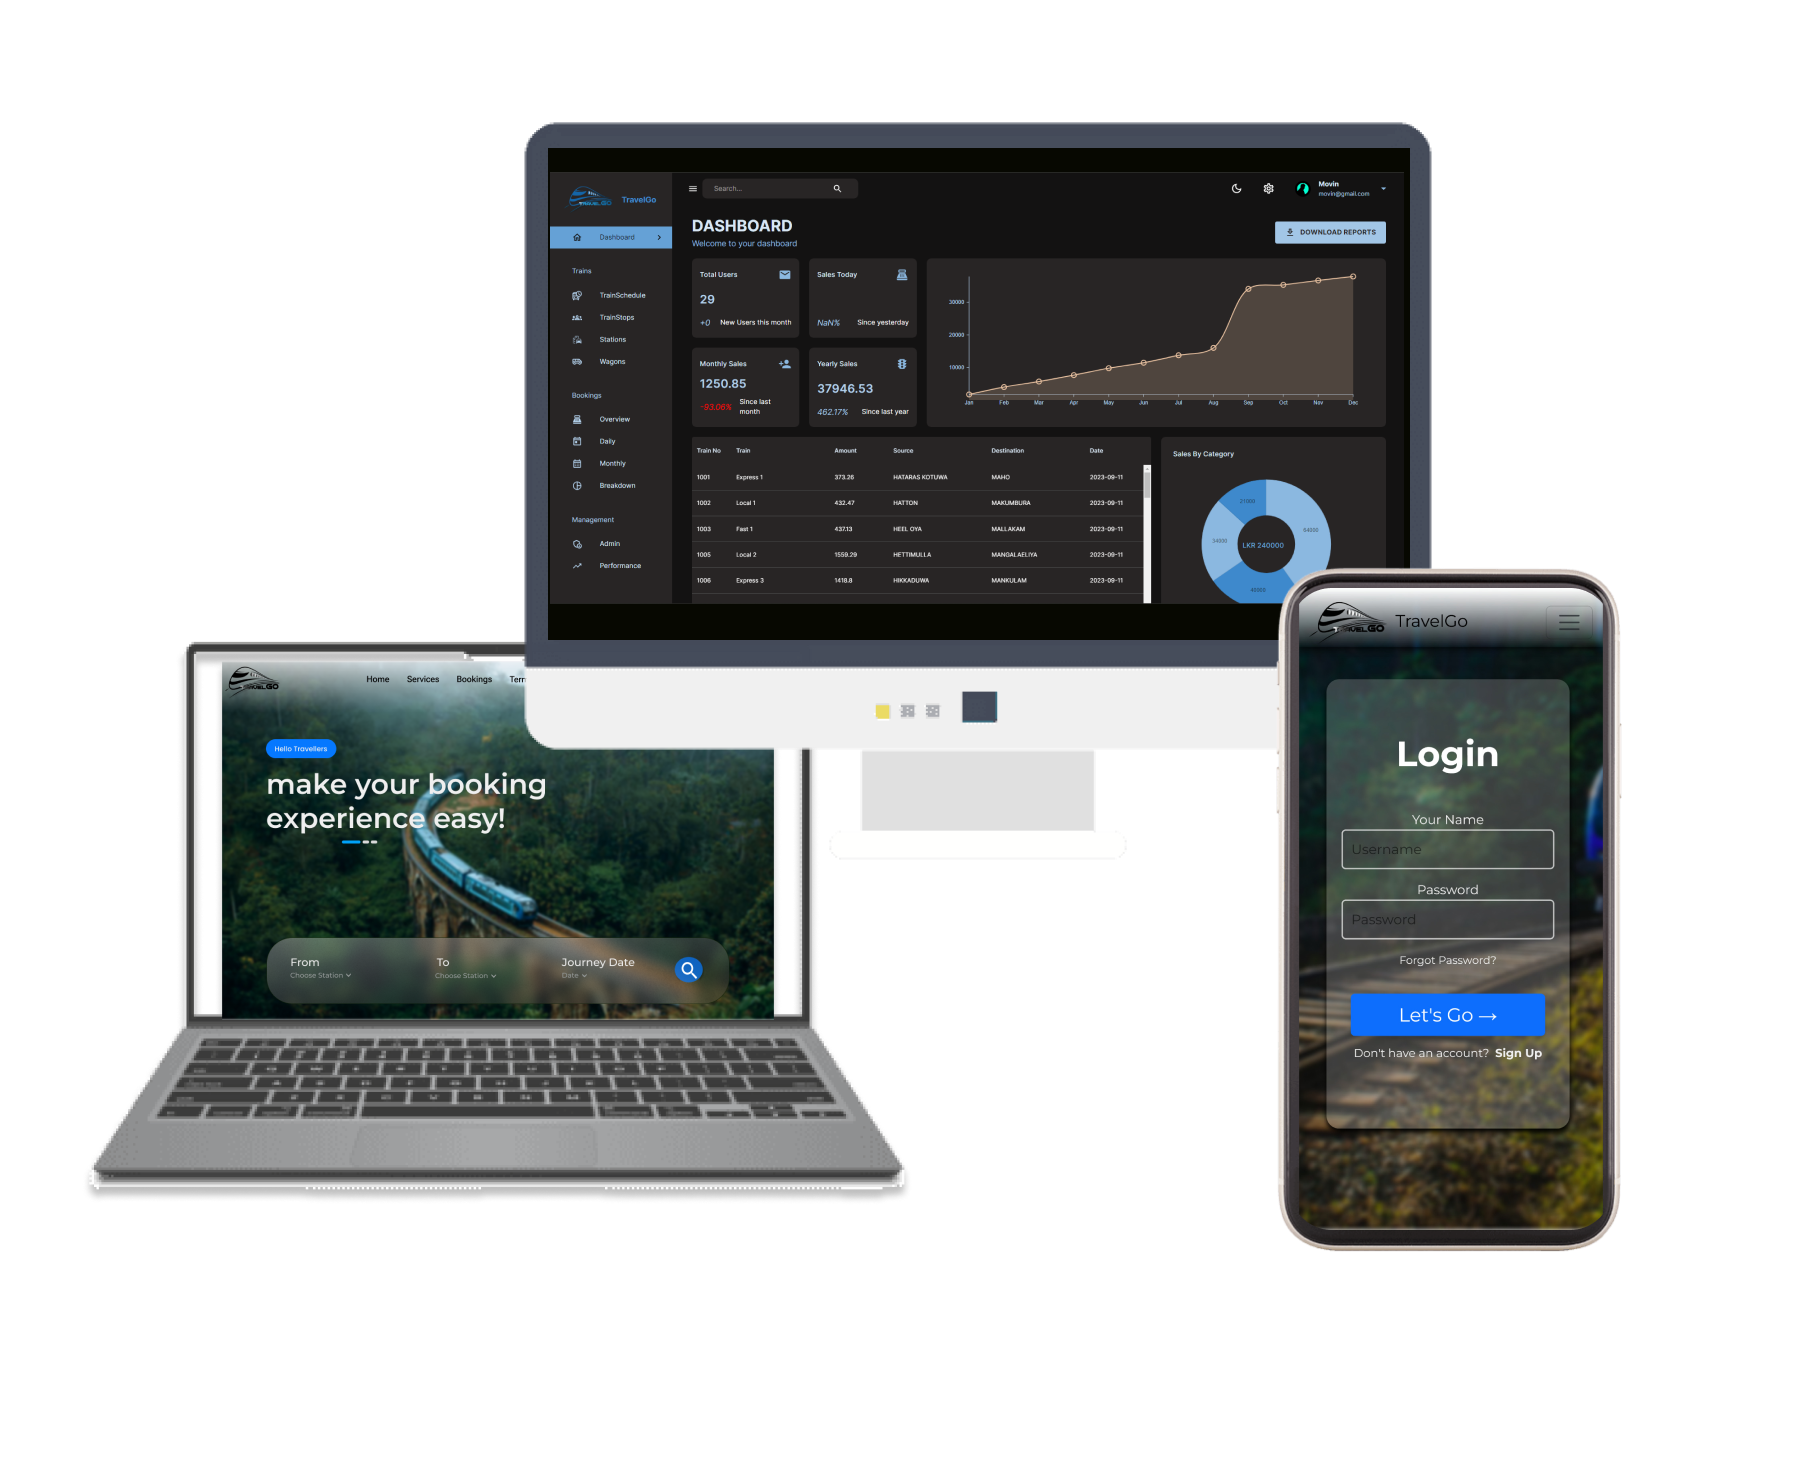 TRAVELGO
TravelGo
Search...
Movin
movin@gmail.com
Dashboard
DASHBOARD
Welcome to your dashboard
DOWNLOAD REPORTS
Trains
TrainSchedule
TrainStops
Stations
Wagons
Bookings
Overview
Daily
Monthly
Breakdown
Management
Admin
Performance
Total Users
29
+0 New Users this month
Sales Today
NaN% Since yesterday
Monthly Sales
1250.85
-93.06% Since last
month
Yearly Sales
37946.53
462.17% Since last year
30000
20000
10000
Jan Feb Mar Apr May Jun Jul Aug Sep Oct Nov Dec
Train No Train Amount Source Destination Date
1001 Express 1 373.26 HATARAS KOTUWA MAHO 2023-09-11
1002 Local 1 432.47 HATTON MAKUMBURA 2023-09-11
1003 Fast 1 437.13 HEEL OYA MALLAKAM 2023-09-11
1005 Local 2 1559.29 HETTIMULLA MANGALAELIYA 2023-09-11
1006 Express 3 1418.8 HIKKADUWA MANKULAM 2023-09-11
Sales By Category
21000
64000
34000
LKR 240000
TRAVELGO
Home Services Bookings Terr
Hello Travellers
make your booking
experience easy!
From To Journey Date
Choose Station Choose Station Date
TRAVELGO
TravelGo
Login
Your Name
Username
Password
Password
Forgot Password?
Let's Go →
Don't have an account? Sign Up